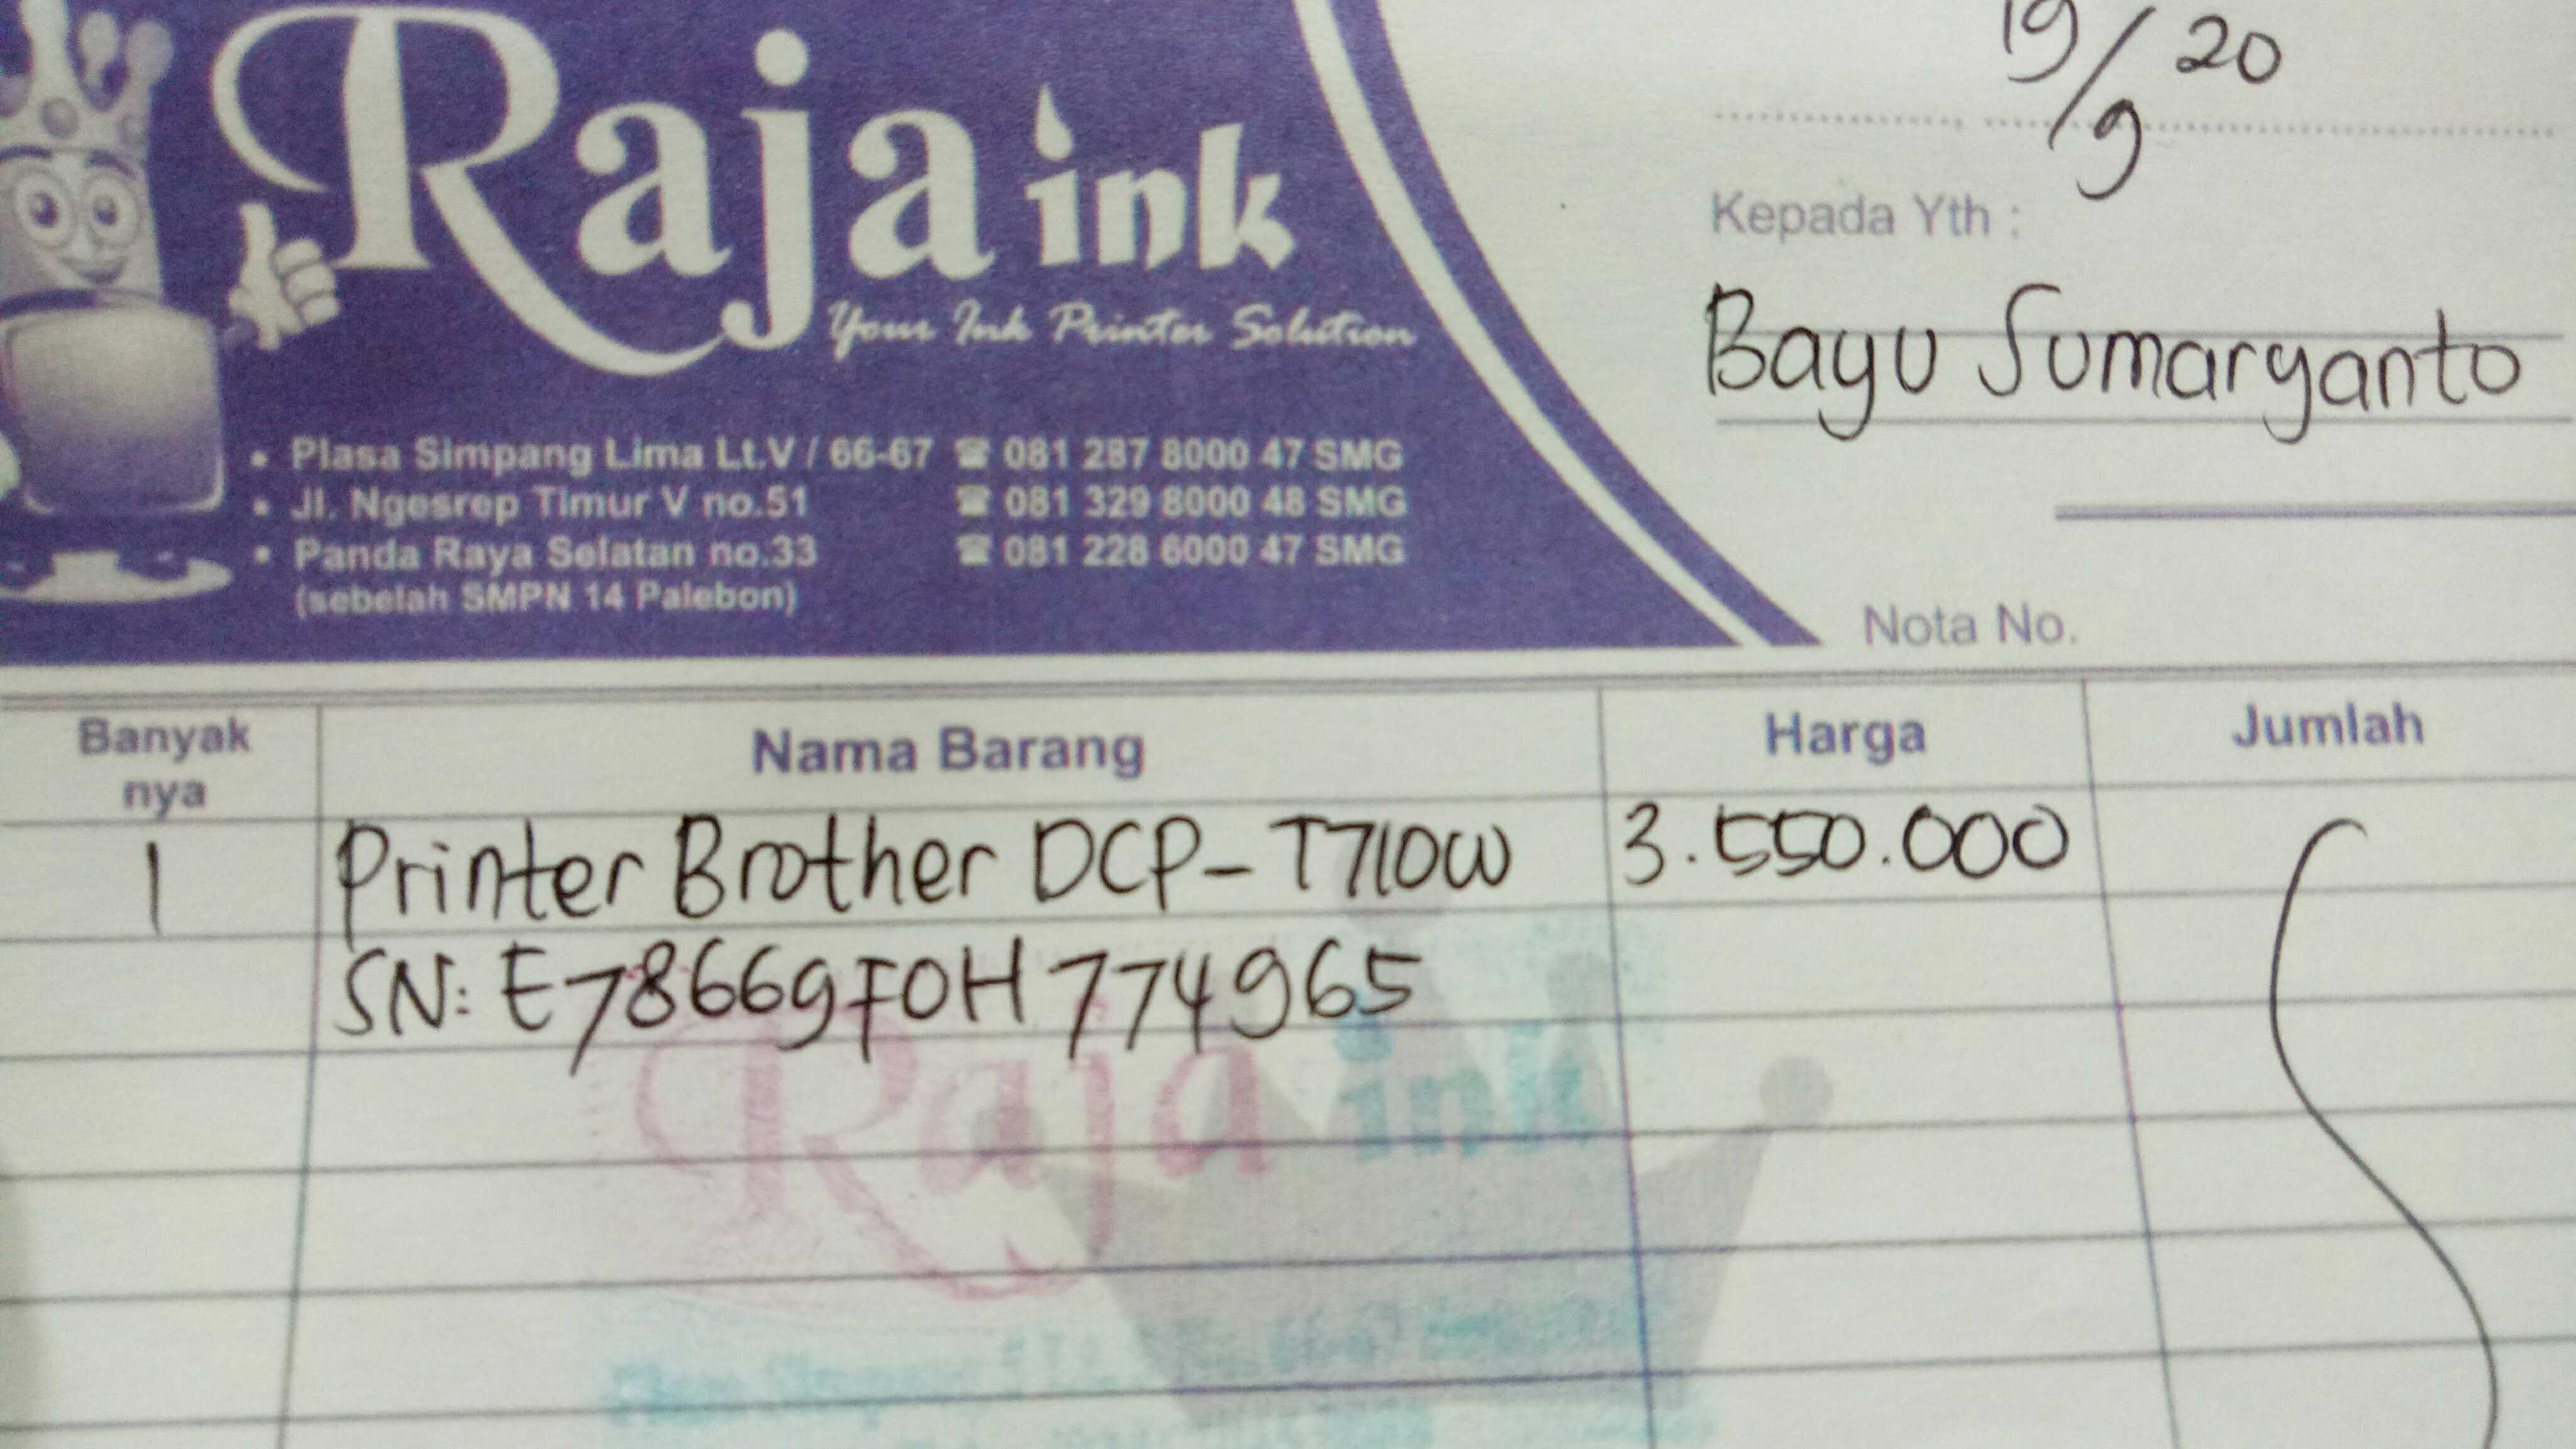 Raja ink
Your Ink Printer Solution
• Plasa Simpang Lima Lt.V / 66-67 ☎ 081 287 8000 47 SMG
• Jl. Ngesrep Timur V no.51 ☎ 081 329 8000 48 SMG
• Panda Raya Selatan no.33 ☎ 081 228 6000 47 SMG
(sebelah SMPN 14 Palebon)
19/9 20
Kepada Yth :
Bayu Sumaryanto
Nota No.
Banyak nya Nama Barang Harga Jumlah
1 Printer Brother DCP-T710W 3.550.000
SN: E78669F0H774965
Raja ink